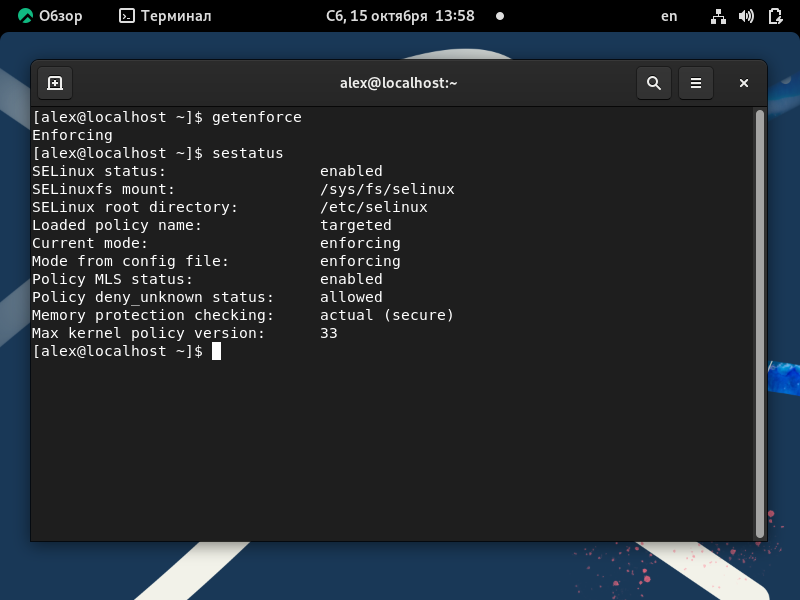 Обзор Терминал Сб, 15 октября 13:58 en
alex@localhost:~
[alex@localhost ~]$ getenforce
Enforcing
[alex@localhost ~]$ sestatus
SELinux status: enabled
SELinuxfs mount: /sys/fs/selinux
SELinux root directory: /etc/selinux
Loaded policy name: targeted
Current mode: enforcing
Mode from config file: enforcing
Policy MLS status: enabled
Policy deny_unknown status: allowed
Memory protection checking: actual (secure)
Max kernel policy version: 33
[alex@localhost ~]$